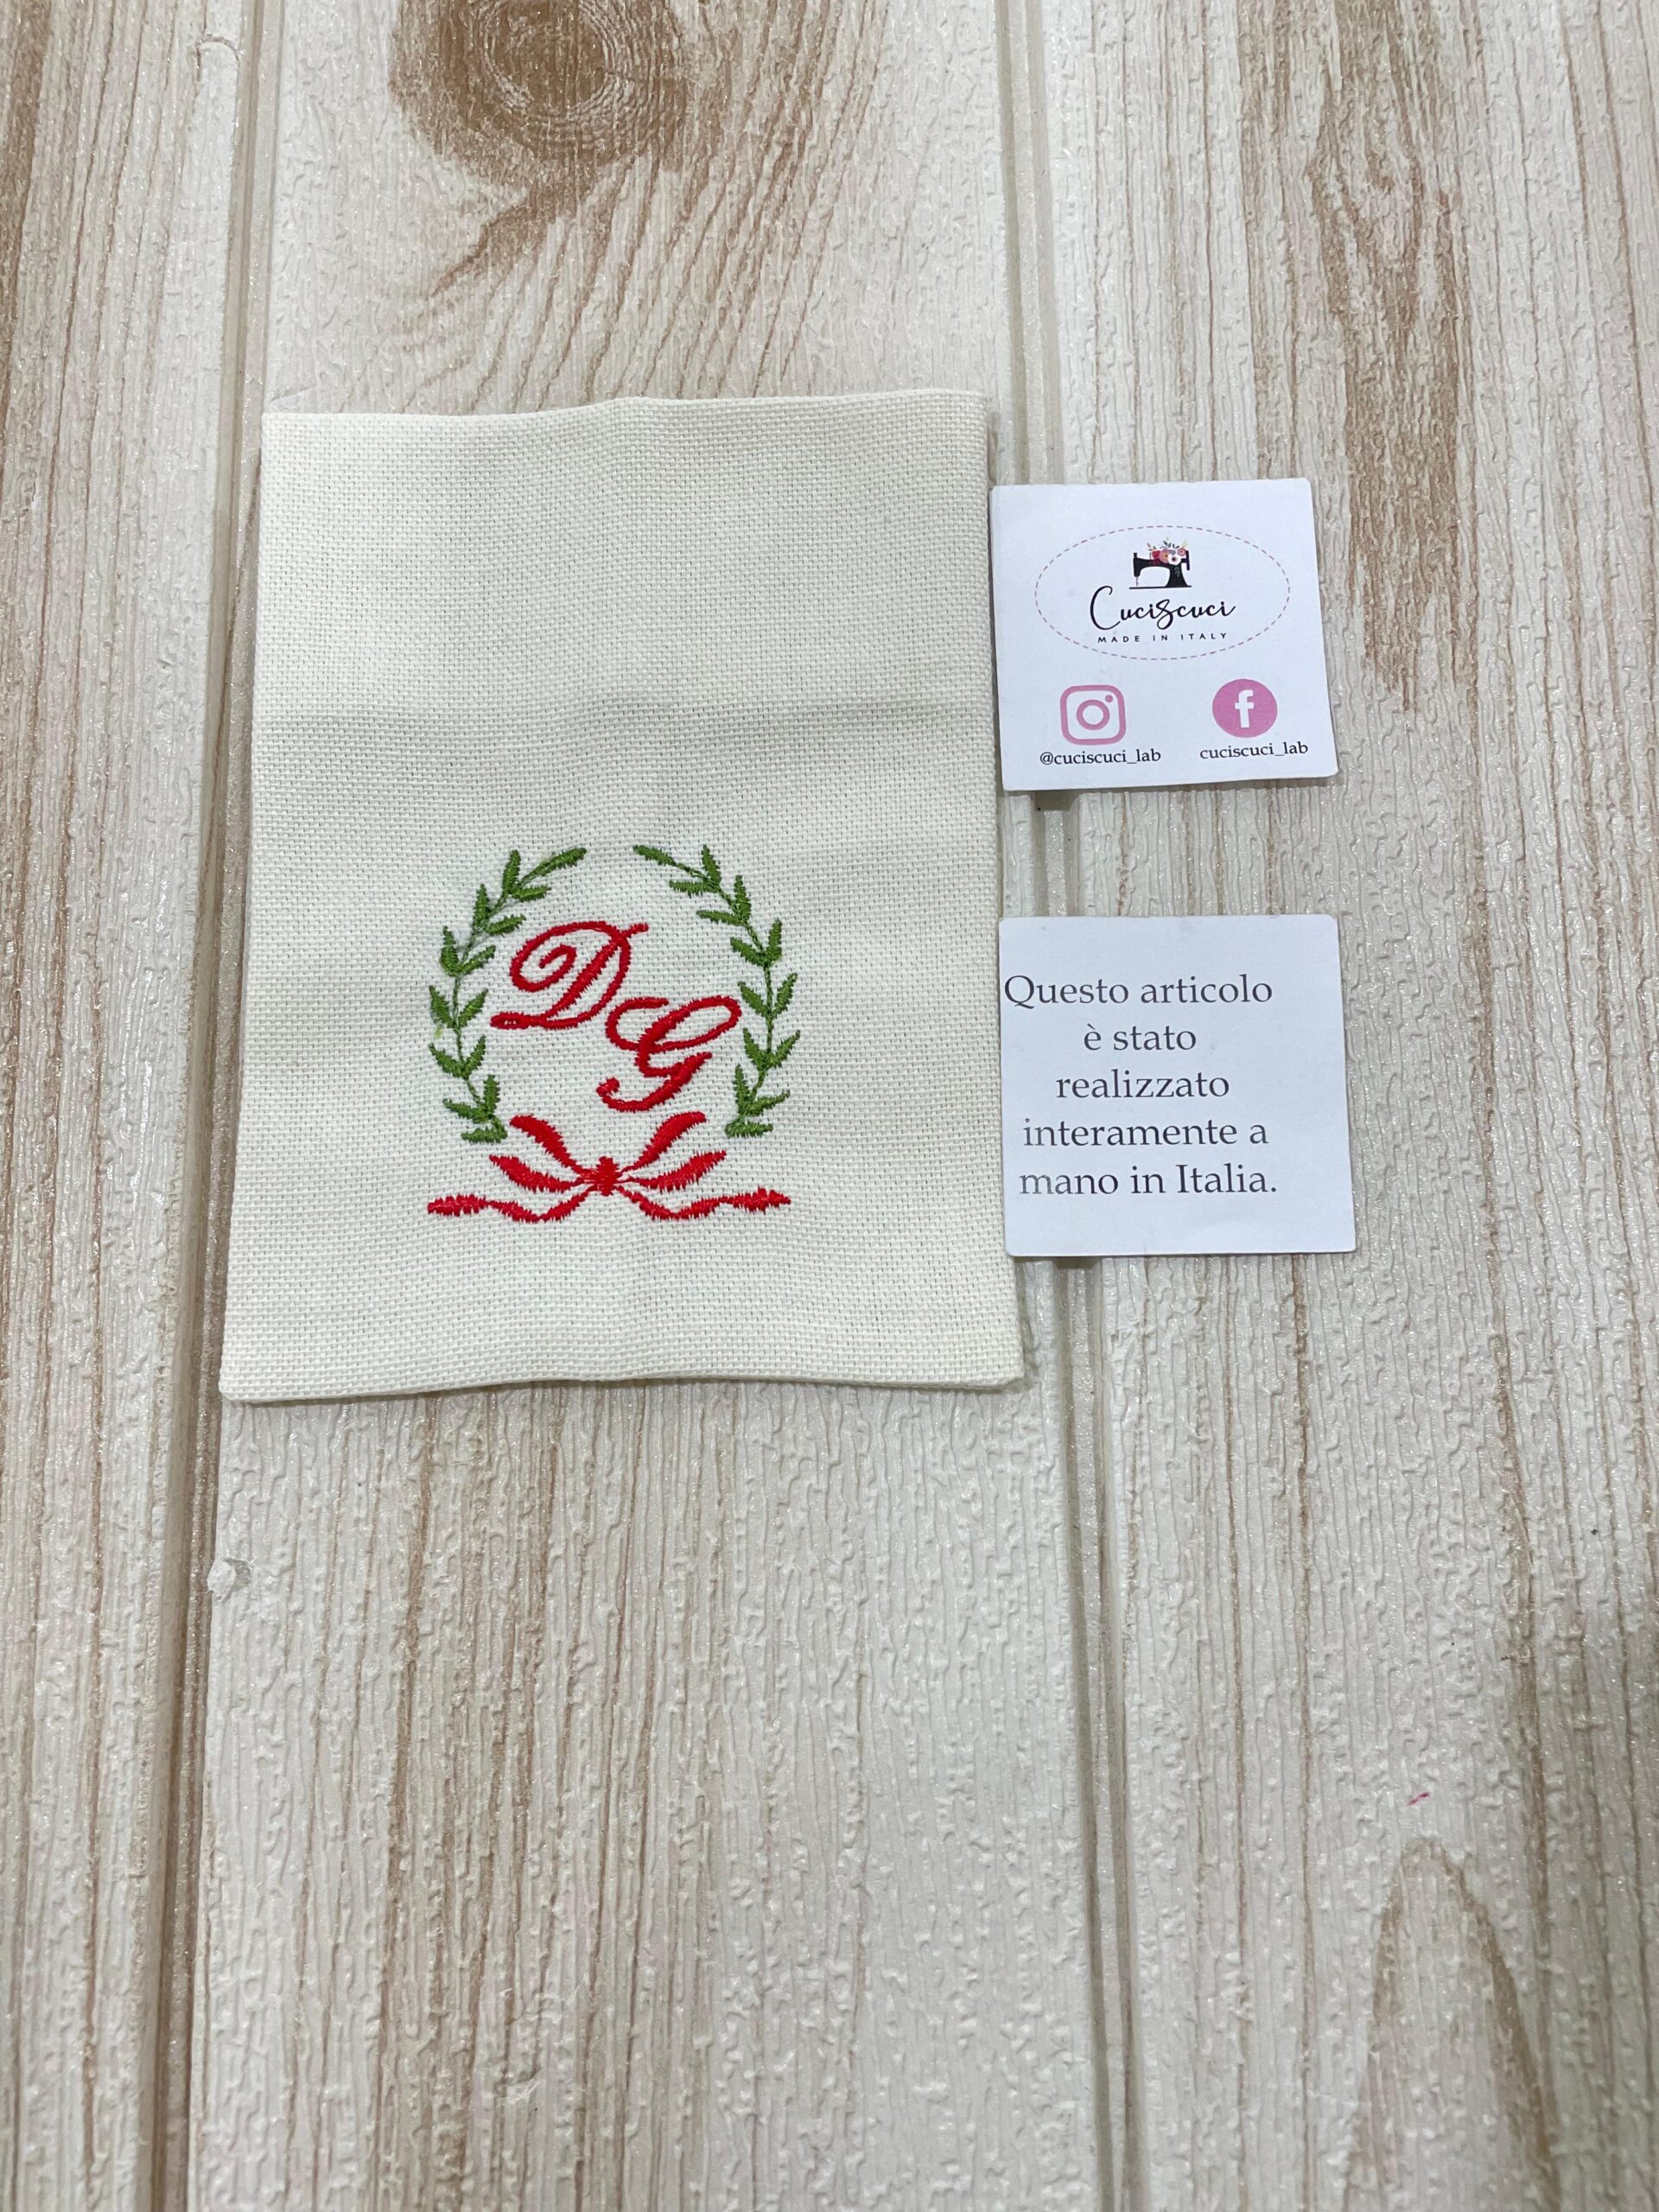 DG
Cuciscuci
MADE IN ITALY
@cuciscuci_lab
cuciscuci_lab
Questo articolo
è stato
realizzato
interamente a
mano in Italia.